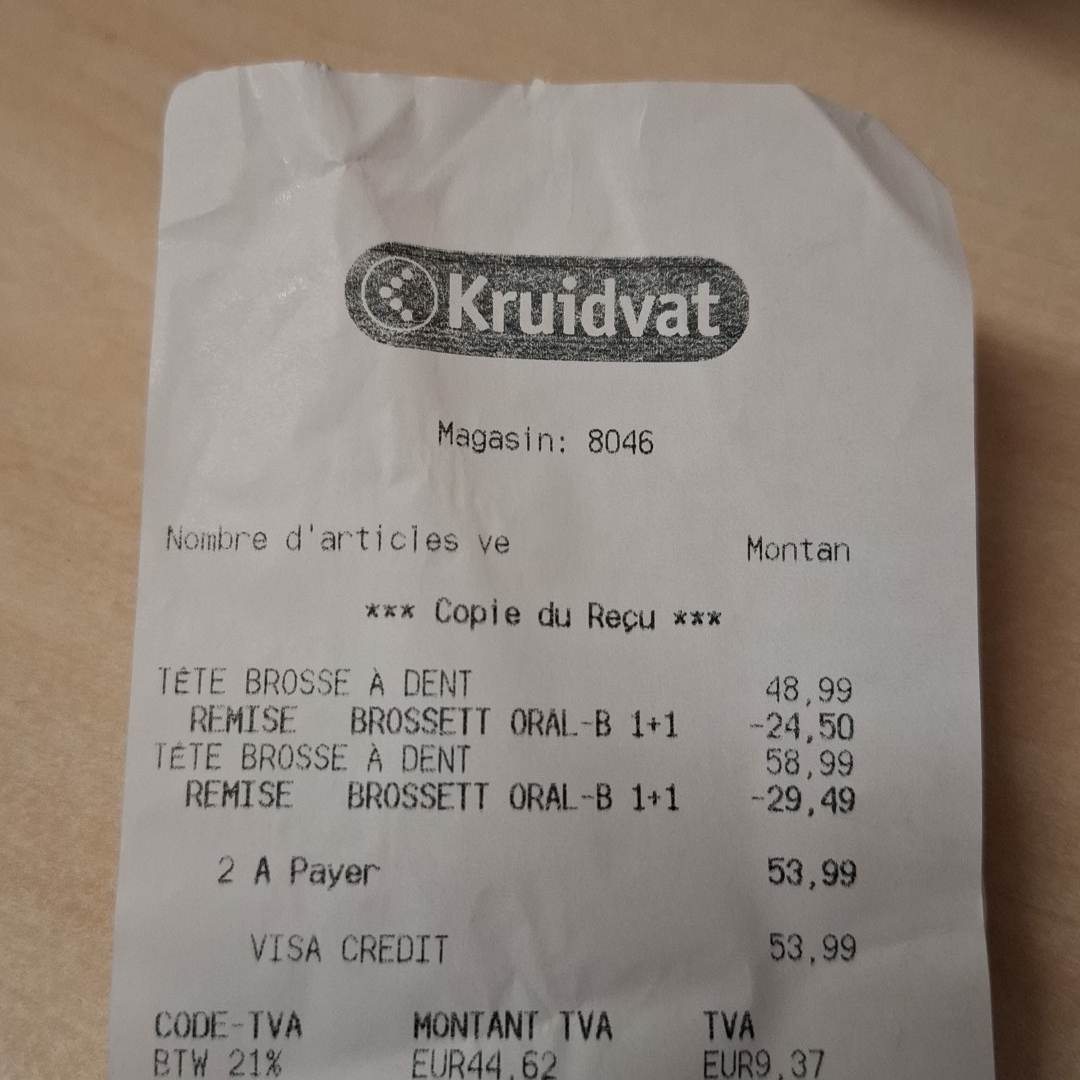 Kruidvat
Magasin: 8046
Nombre d'articles ve Montan
*** Copie du Reçu ***
TÊTE BROSSE À DENT 48,99
REMISE BROSSETT ORAL-B 1+1 -24,50
TÊTE BROSSE À DENT 58,99
REMISE BROSSETT ORAL-B 1+1 -29,49
2 A Payer 53,99
VISA CREDIT 53,99
CODE-TVA MONTANT TVA TVA
BTW 21% EUR44,62 EUR9,37